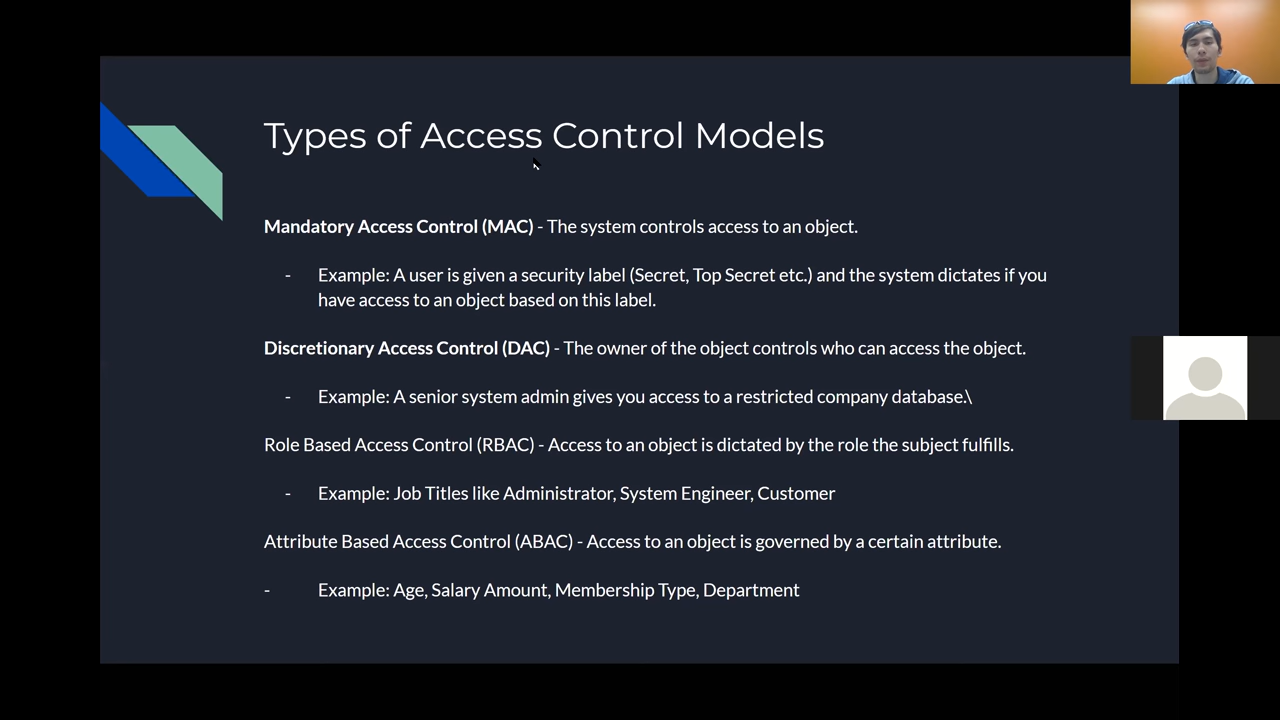 Types of Access Control Models
Mandatory Access Control (MAC) - The system controls access to an object.
- Example: A user is given a security label (Secret, Top Secret etc.) and the system dictates if you
have access to an object based on this label.
Discretionary Access Control (DAC) - The owner of the object controls who can access the object.
- Example: A senior system admin gives you access to a restricted company database.\
Role Based Access Control (RBAC) - Access to an object is dictated by the role the subject fulfills.
- Example: Job Titles like Administrator, System Engineer, Customer
Attribute Based Access Control (ABAC) - Access to an object is governed by a certain attribute.
- Example: Age, Salary Amount, Membership Type, Department